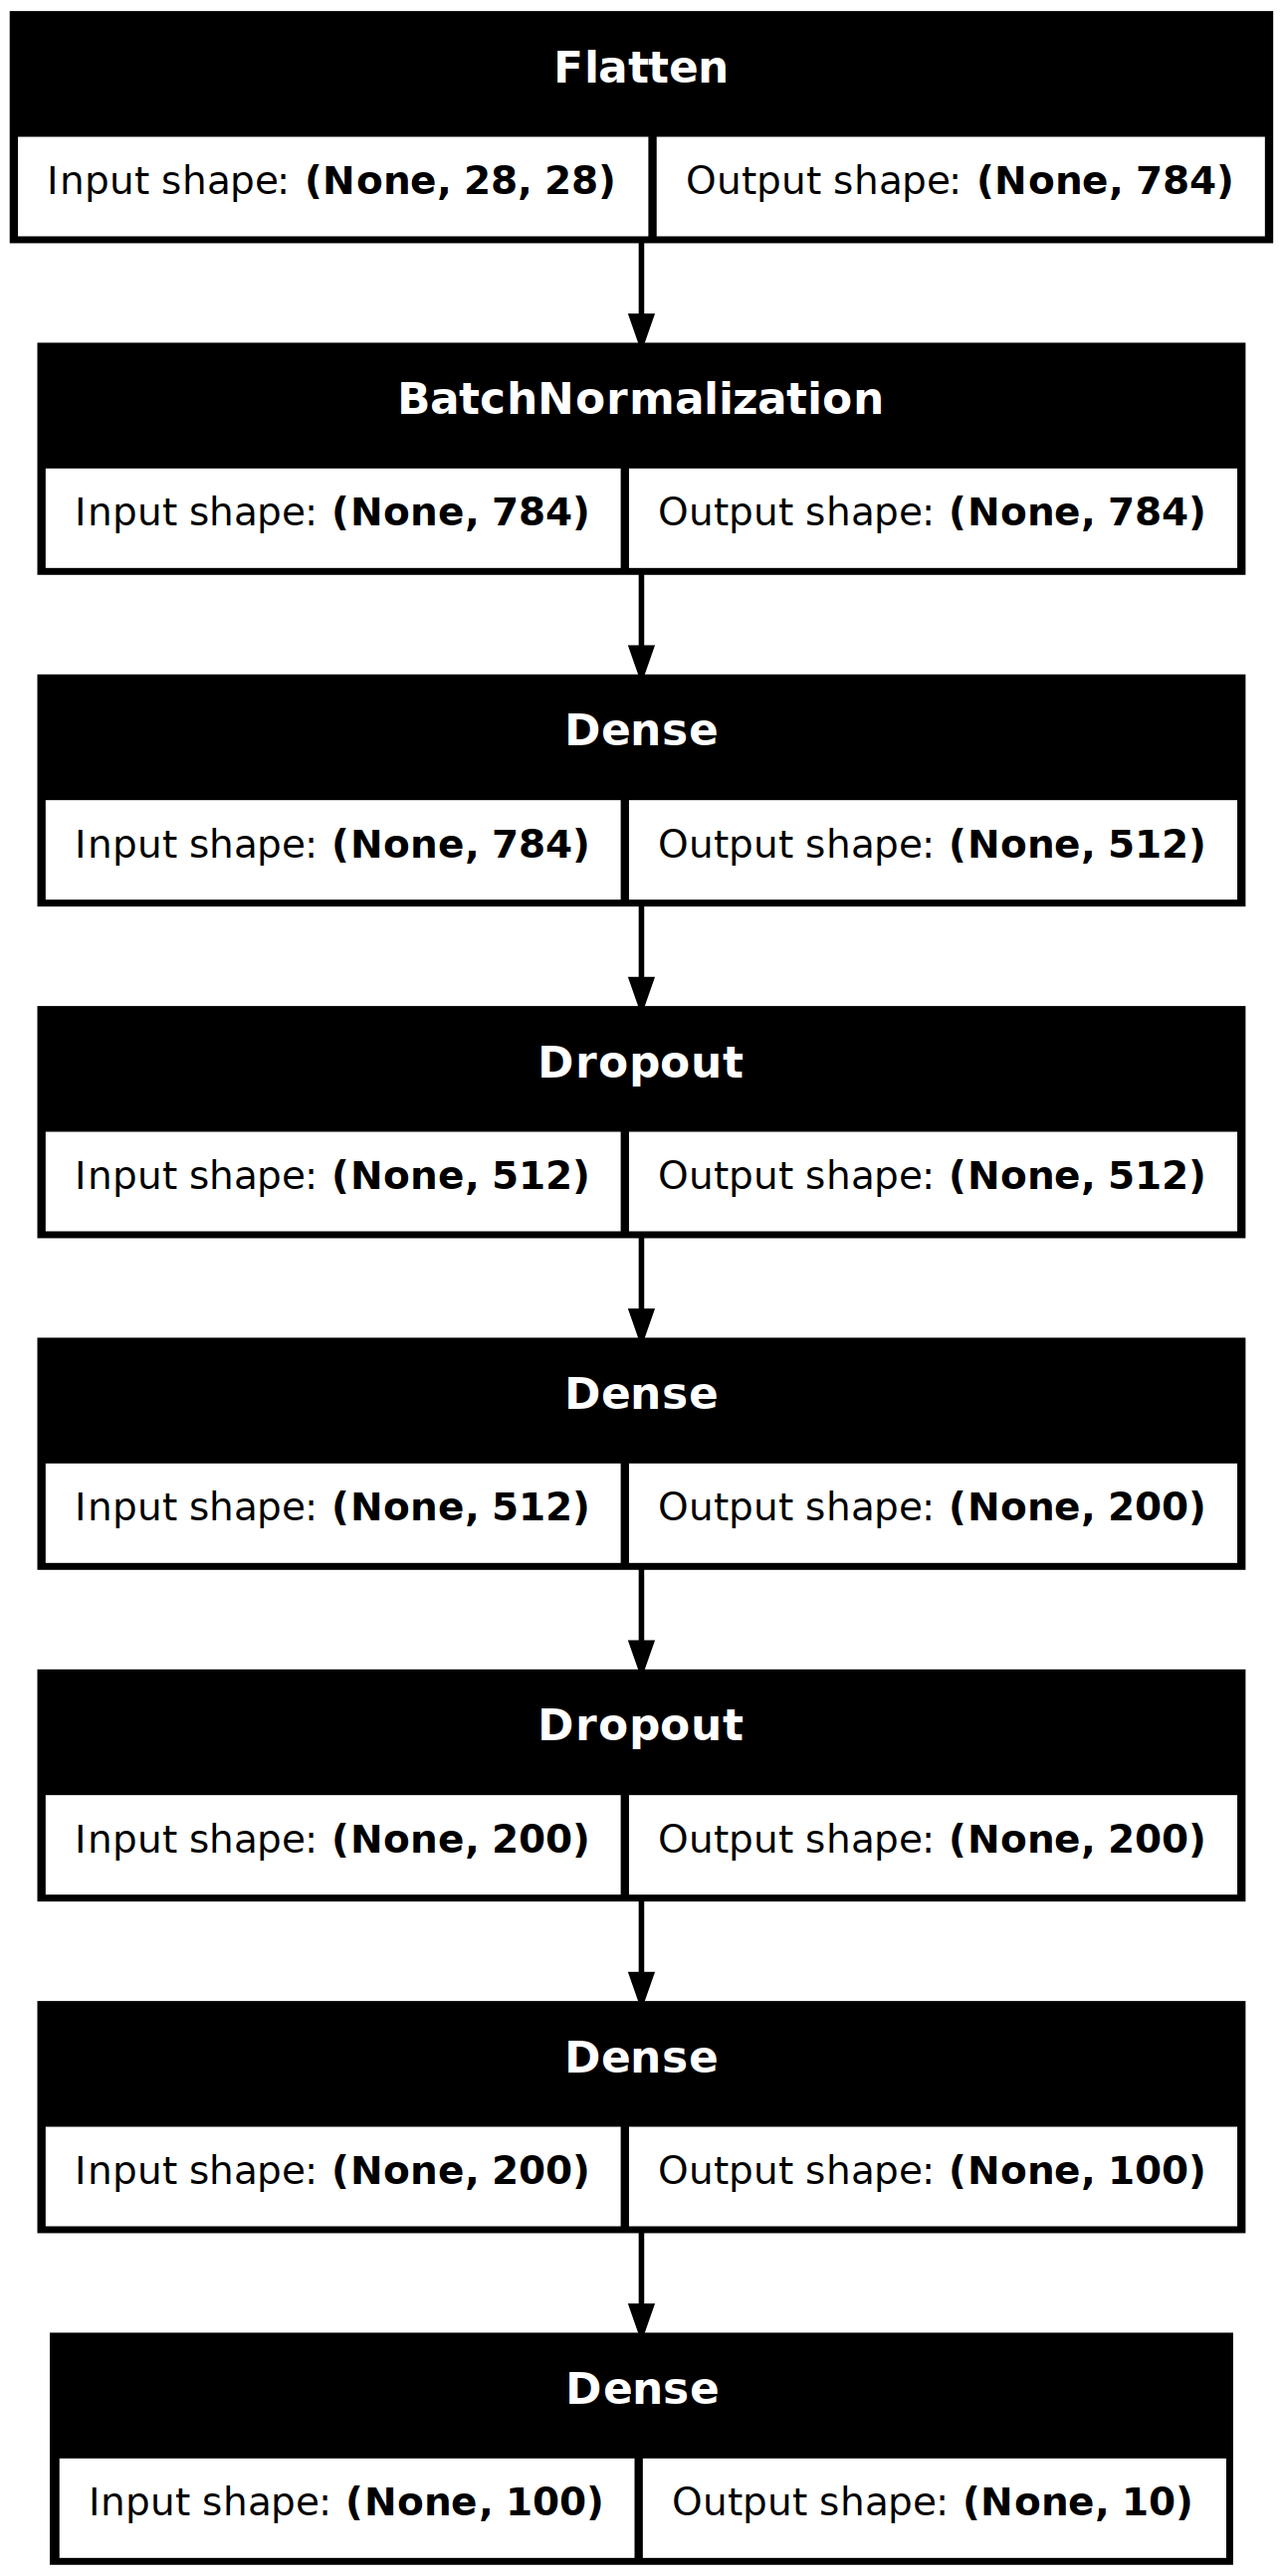 Flatten
Input shape: (None, 28, 28) Output shape: (None, 784)
BatchNormalization
Input shape: (None, 784) Output shape: (None, 784)
Dense
Input shape: (None, 784) Output shape: (None, 512)
Dropout
Input shape: (None, 512) Output shape: (None, 512)
Dense
Input shape: (None, 512) Output shape: (None, 200)
Dropout
Input shape: (None, 200) Output shape: (None, 200)
Dense
Input shape: (None, 200) Output shape: (None, 100)
Dense
Input shape: (None, 100) Output shape: (None, 10)